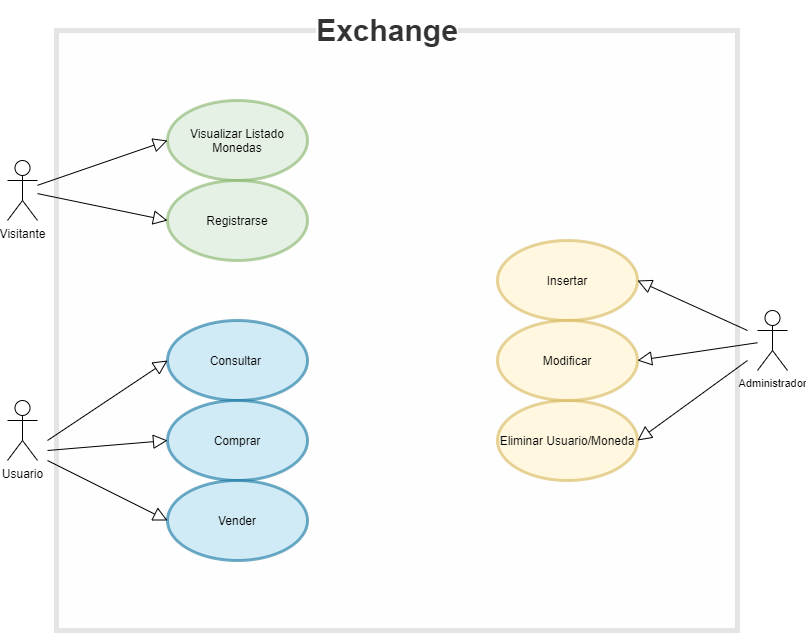 Exchange
Visualizar Listado
Monedas
Visitante
Registrarse
Insertar
Consultar
Modificar
Administrador
Usuario
Comprar
Eliminar Usuario/Moneda
Vender